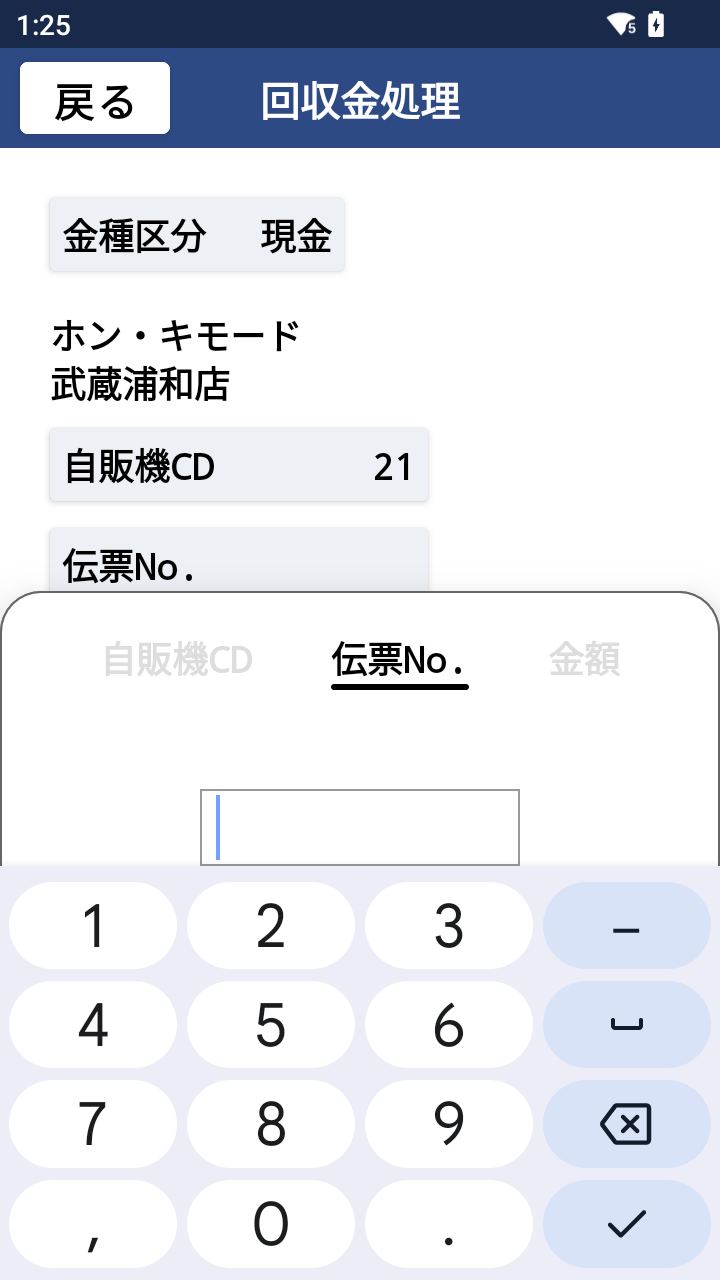 1:25
5
戻る 回収金処理
金種区分 現金
ホン・キモード
武蔵浦和店
自販機CD 21
伝票No.
自販機CD 伝票No. 金額
1 2 3 –
4 5 6
7 8 9
, 0 .